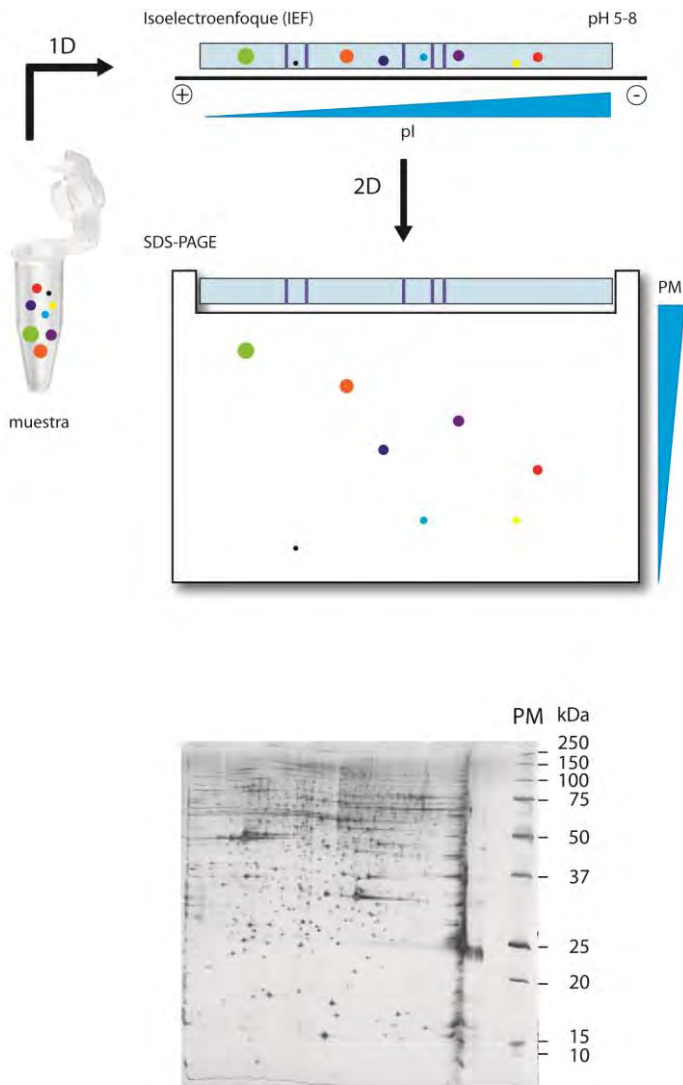 1D
Isoelectroenfoque (IEF)
pH 5-8
+
-
pI
2D
SDS-PAGE
PM
muestra
PM kDa
250
150
100
75
50
37
25
20
15
10